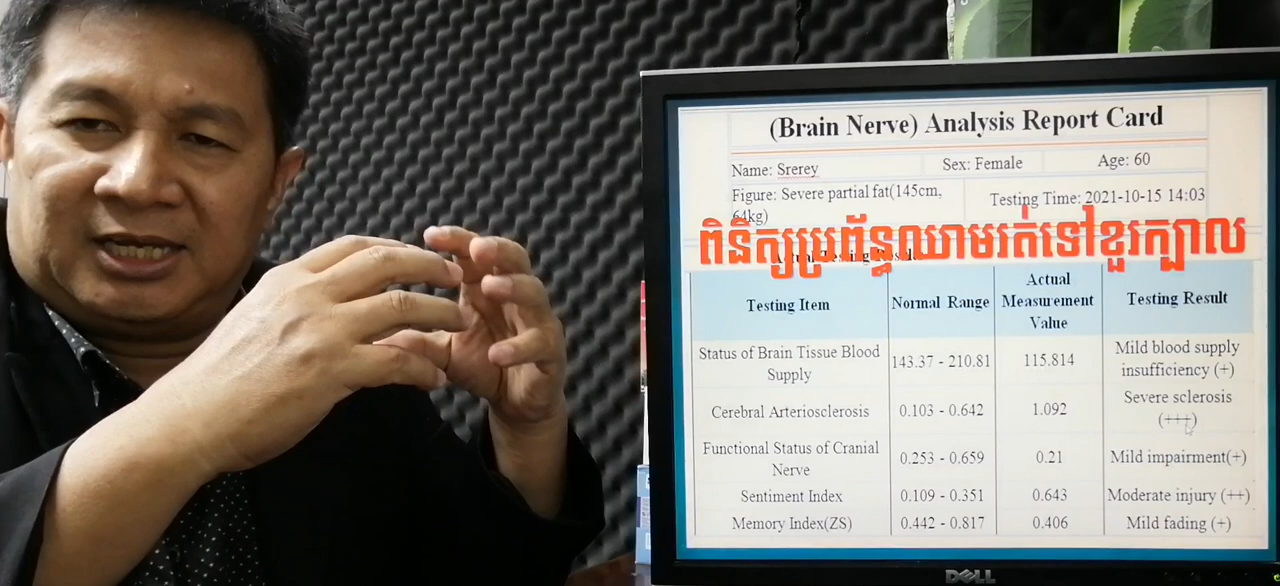 (Brain Nerve) Analysis Report Card
Name: Srerey
Sex: Female
Age: 60
Figure: Severe partial fat(145cm, 64kg)
Testing Time: 2021-10-15 14:03
ពិនិត្យប្រព័ន្ធឈាមរត់ទៅខួរក្បាល
Testing Item
Normal Range
Actual Measurement Value
Testing Result
Status of Brain Tissue Blood Supply
143.37 - 210.81
115.814
Mild blood supply insufficiency (+)
Cerebral Arteriosclerosis
0.103 - 0.642
1.092
Severe sclerosis (+++)
Functional Status of Cranial Nerve
0.253 - 0.659
0.21
Mild impairment(+)
Sentiment Index
0.109 - 0.351
0.643
Moderate injury (++)
Memory Index(ZS)
0.442 - 0.817
0.406
Mild fading (+)
DELL